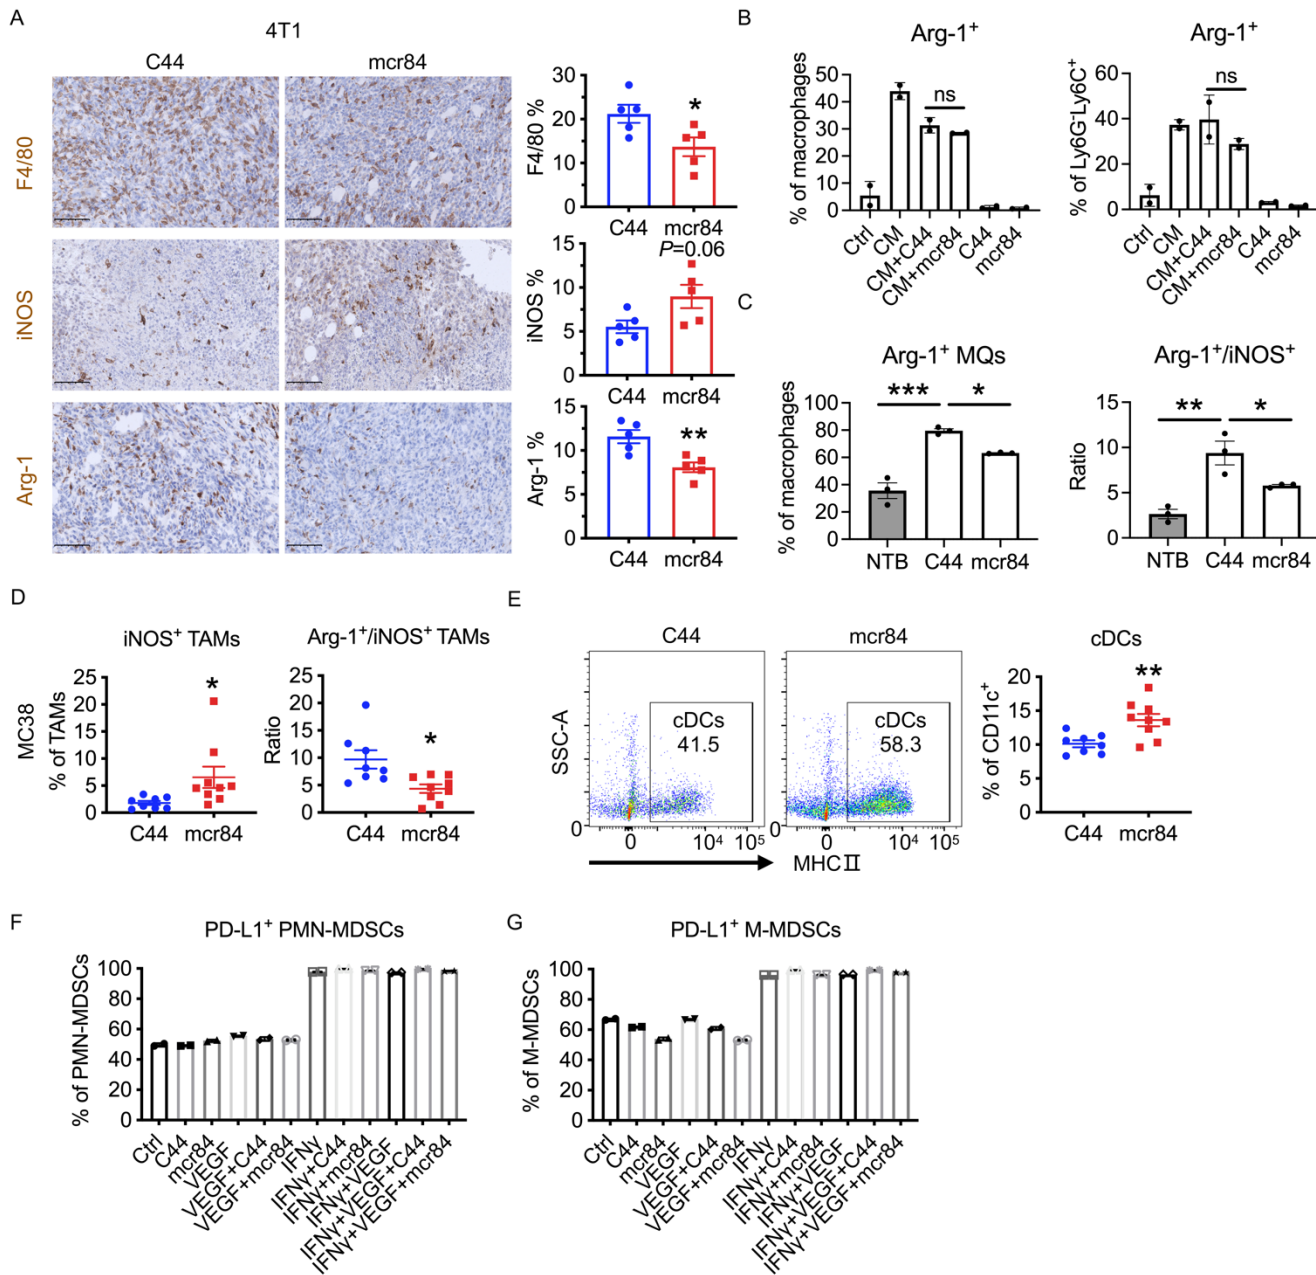 A
4T1
C44 mcr84
F4/80
iNOS
Arg-1
F4/80 %
30
20
10
0
C44 mcr84
iNOS %
P=0.06
15
10
5
0
C44 mcr84
Arg-1 %
15
10
5
0
C44 mcr84
*
**
B
Arg-1⁺
% of macrophages
50
40
30
20
10
0
ns
Ctrl
CM
CM+C44
CM+mcr84
C44
mcr84
Arg-1⁺
% of Ly6G⁻Ly6C⁺
60
40
20
0
ns
Ctrl
CM
CM+C44
CM+mcr84
C44
mcr84
C
Arg-1⁺ MQs
% of macrophages
100
80
60
40
20
0
*** *
NTB C44 mcr84
Arg-1⁺/iNOS⁺
Ratio
15
10
5
0
** *
NTB C44 mcr84
D
MC38
iNOS⁺ TAMs
% of TAMs
25
20
15
10
5
0
*
C44 mcr84
Arg-1⁺/iNOS⁺ TAMs
Ratio
25
20
15
10
5
0
*
C44 mcr84
E
C44 mcr84
SSC-A
cDCs
41.5
0
0 10⁴ 10⁵
cDCs
58.3
0
0 10⁴ 10⁵
MHCⅡ
cDCs
% of CD11c⁺
20
15
10
5
0
**
C44 mcr84
F
PD-L1⁺ PMN-MDSCs
% of PMN-MDSCs
100
80
60
40
20
0
Ctrl
C44
mcr84
VEGF
VEGF+C44
VEGF+mcr84
IFNγ
IFNγ+C44
IFNγ+mcr84
IFNγ+VEGF
IFNγ+VEGF+C44
IFNγ+VEGF+mcr84
G
PD-L1⁺ M-MDSCs
% of M-MDSCs
100
80
60
40
20
0
Ctrl
C44
mcr84
VEGF
VEGF+C44
VEGF+mcr84
IFNγ
IFNγ+C44
IFNγ+mcr84
IFNγ+VEGF
IFNγ+VEGF+C44
IFNγ+VEGF+mcr84